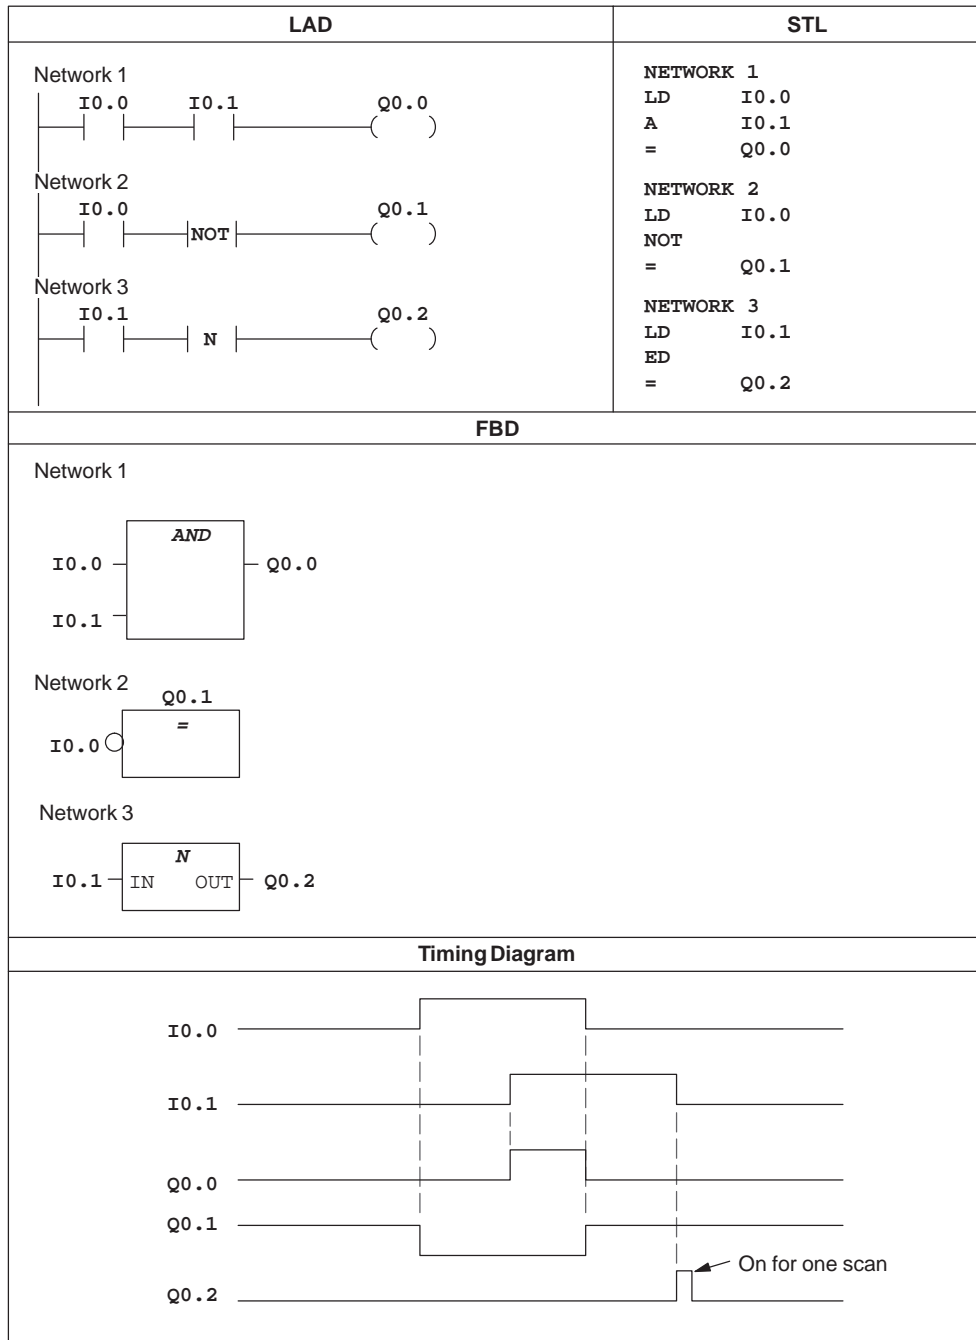 LAD
STL
Network 1
I0.0 I0.1 Q0.0
Network 2
I0.0 Q0.1
NOT
Network 3
I0.1 Q0.2
N
NETWORK 1
LD I0.0
A I0.1
= Q0.0
NETWORK 2
LD I0.0
NOT
= Q0.1
NETWORK 3
LD I0.1
ED
= Q0.2
FBD
Network 1
AND
I0.0 Q0.0
I0.1
Network 2
Q0.1
=
I0.0
Network 3
N
I0.1 IN OUT Q0.2
Timing Diagram
I0.0
I0.1
Q0.0
Q0.1
On for one scan
Q0.2